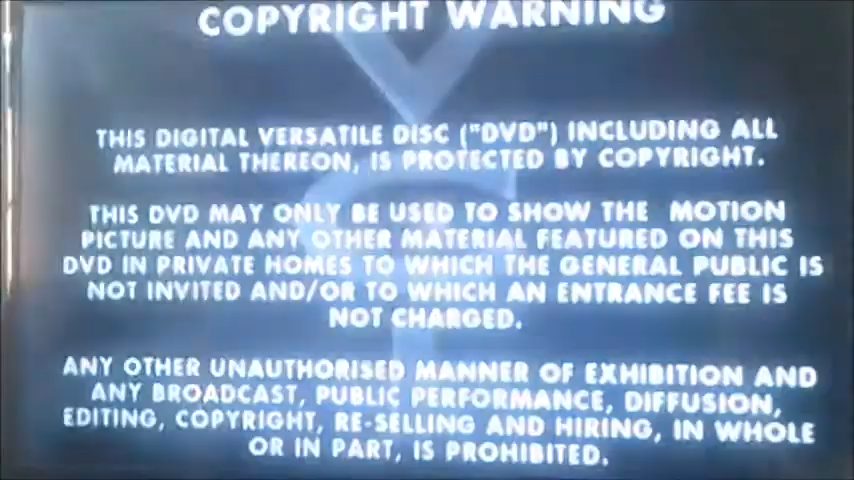 COPYRIGHT WARNING
THIS DIGITAL VERSATILE DISC ("DVD") INCLUDING ALL
MATERIAL THEREON, IS PROTECTED BY COPYRIGHT.
THIS DVD MAY ONLY BE USED TO SHOW THE MOTION
PICTURE AND ANY OTHER MATERIAL FEATURED ON THIS
DVD IN PRIVATE HOMES TO WHICH THE GENERAL PUBLIC IS
NOT INVITED AND/OR TO WHICH AN ENTRANCE FEE IS
NOT CHARGED.
ANY OTHER UNAUTHORISED MANNER OF EXHIBITION AND
ANY BROADCAST, PUBLIC PERFORMANCE, DIFFUSION,
EDITING, COPYRIGHT, RE-SELLING AND HIRING, IN WHOLE
OR IN PART, IS PROHIBITED.